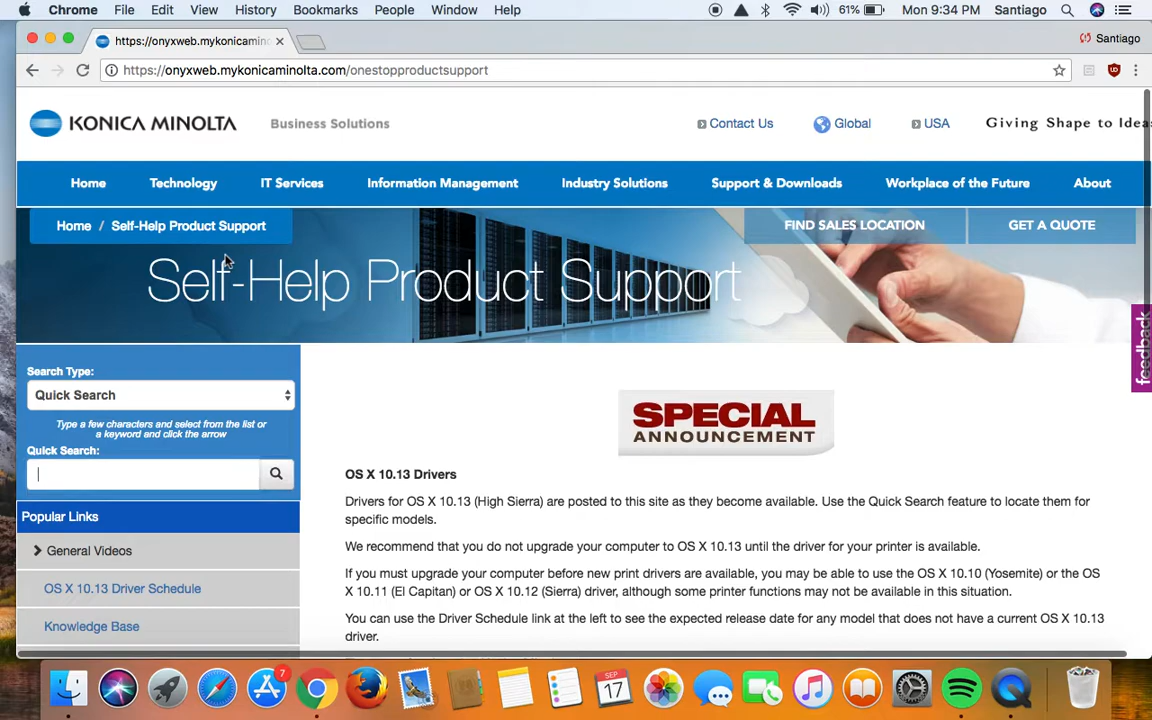 Chrome File Edit View History Bookmarks People Window Help 61% Mon 9:34 PM Santiago
https://onyxweb.mykonicamino Santiago
https://onyxweb.mykonicaminolta.com/onestopproductsupport
KONICA MINOLTA Business Solutions Contact Us Global USA Giving Shape to Ideas
Home Technology IT Services Information Management Industry Solutions Support & Downloads Workplace of the Future About
Home / Self-Help Product Support FIND SALES LOCATION GET A QUOTE
Self-Help Product Support
feedback
Search Type:
Quick Search
Type a few characters and select from the list or
a keyword and click the arrow
Quick Search:
Popular Links
General Videos
OS X 10.13 Driver Schedule
Knowledge Base
SPECIAL
ANNOUNCEMENT
OS X 10.13 Drivers
Drivers for OS X 10.13 (High Sierra) are posted to this site as they become available. Use the Quick Search feature to locate them for
specific models.
We recommend that you do not upgrade your computer to OS X 10.13 until the driver for your printer is available.
If you must upgrade your computer before new print drivers are available, you may be able to use the OS X 10.10 (Yosemite) or the OS
X 10.11 (El Capitan) or OS X 10.12 (Sierra) driver, although some printer functions may not be available in this situation.
You can use the Driver Schedule link at the left to see the expected release date for any model that does not have a current OS X 10.13
driver.
7
SEP
17